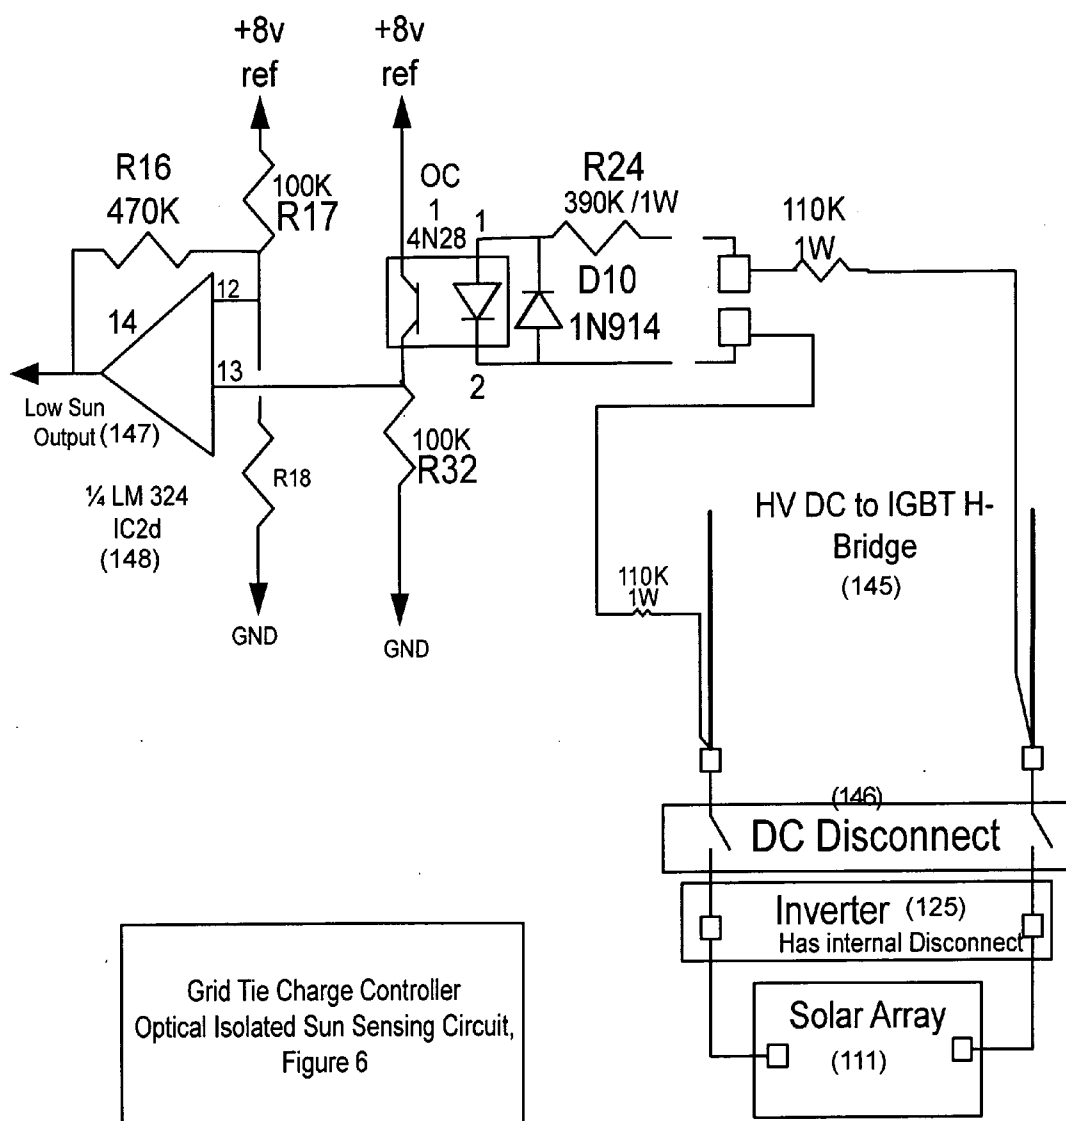 +8v
ref
+8v
ref
R16
470K
100K
R17
OC
1
4N28
1
R24
390K /1W
110K
1W
D10
1N914
12
14
13
2
Low Sun
Output (147)
100K
R32
R18
¼ LM 324
IC2d
(148)
HV DC to IGBT H-
Bridge
(145)
110K
1W
GND
GND
(146)
DC Disconnect
Inverter (125)
Has internal Disconnect
Grid Tie Charge Controller
Optical Isolated Sun Sensing Circuit,
Figure 6
Solar Array
(111)